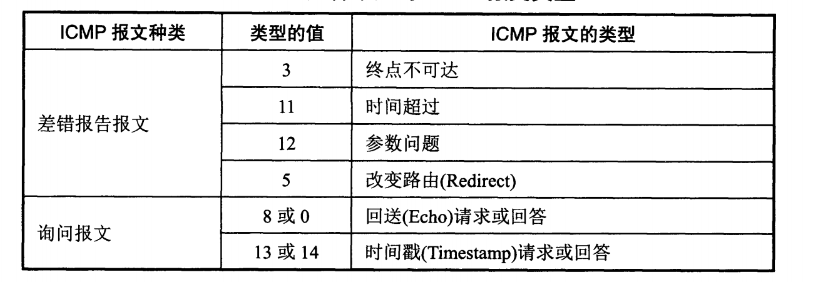 ICMP 报文种类 类型的值 ICMP 报文的类型
差错报告报文 3 终点不可达
11 时间超过
12 参数问题
5 改变路由(Redirect)
询问报文 8 或 0 回送(Echo)请求或回答
13 或 14 时间戳(Timestamp)请求或回答